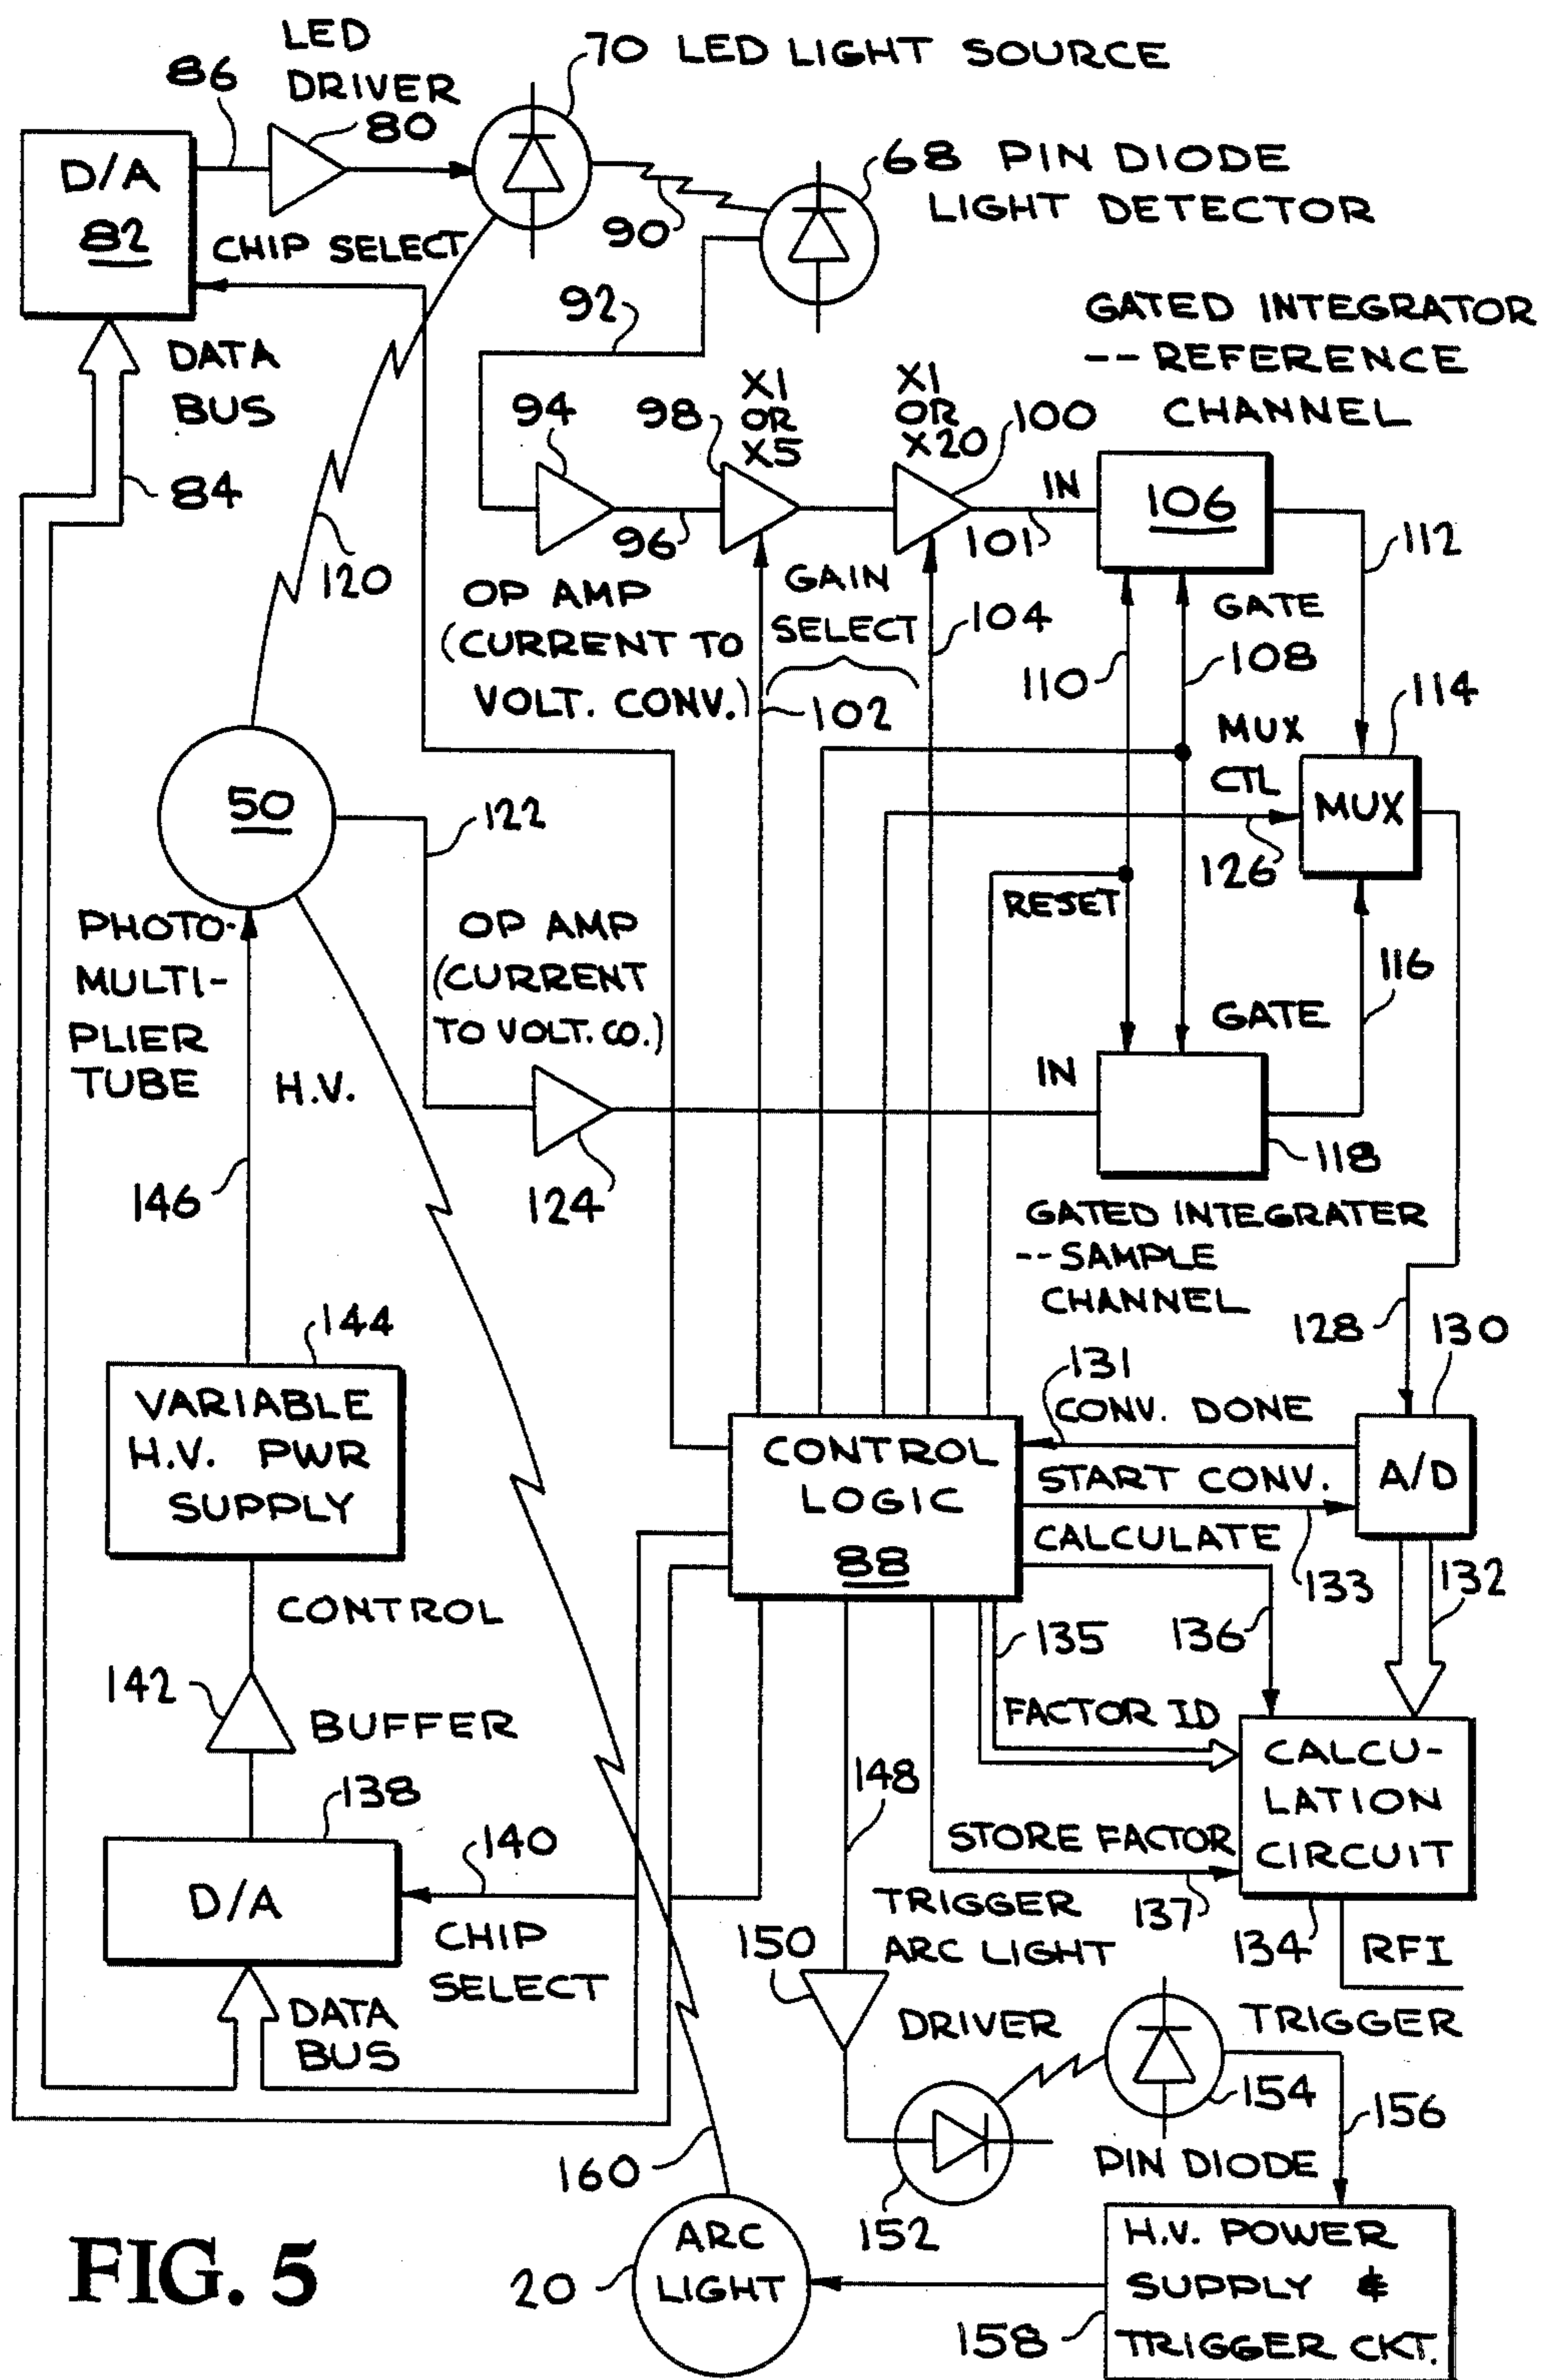 LED
DRIVER
86
80
70 LED LIGHT SOURCE
D/A
82
68 PIN DIODE
LIGHT DETECTOR
CHIP SELECT
90
92
DATA
BUS
84
GATED INTEGRATOR
-- REFERENCE
CHANNEL
94
98
X1
OR
X5
X1
OR
X20
100
IN
106
96
101
112
120
OP AMP
(CURRENT TO
VOLT. CONV.)
GAIN
SELECT
102
104
110
GATE
108
114
MUX
CTL
MUX
126
50
122
RESET
PHOTO-
MULTI-
PLIER
TUBE
H.V.
OP AMP
(CURRENT
TO VOLT. CO.)
116
GATE
IN
118
124
146
GATED INTEGRATER
-- SAMPLE
CHANNEL
128
130
144
VARIABLE
H.V. PWR
SUPPLY
131
CONV. DONE
CONTROL
LOGIC
88
START CONV.
A/D
CALCULATE
133
132
CONTROL
135
136
142
BUFFER
FACTOR ID
CALCU-
LATION
CIRCUIT
138
148
140
D/A
STORE FACTOR
137
134
RFI
CHIP
SELECT
TRIGGER
ARC LIGHT
150
DATA
BUS
DRIVER
TRIGGER
154
156
160
152
PIN DIODE
ARC
LIGHT
20
H.V. POWER
SUPPLY &
TRIGGER CKT.
158
FIG. 5